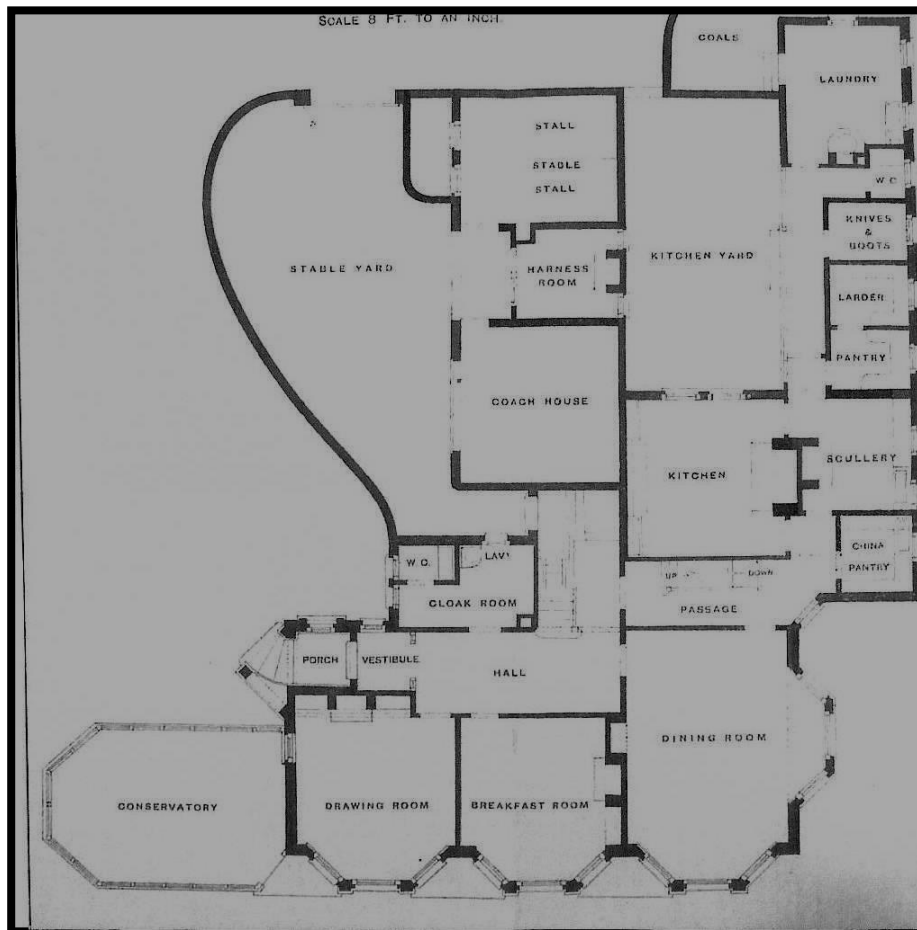 SCALE 8 FT. TO AN INCH.
COALS
LAUNDRY
STALL
STABLE
STALL
W.C.
KNIVES
&
BOOTS
STABLE YARD
HARNESS
ROOM
KITCHEN YARD
LARDER
PANTRY
COACH HOUSE
KITCHEN
SCULLERY
W.C.
LAVY
CHINA
PANTRY
UP
DOWN
CLOAK ROOM
PASSAGE
PORCH
VESTIBULE
HALL
DINING ROOM
CONSERVATORY
DRAWING ROOM
BREAKFAST ROOM